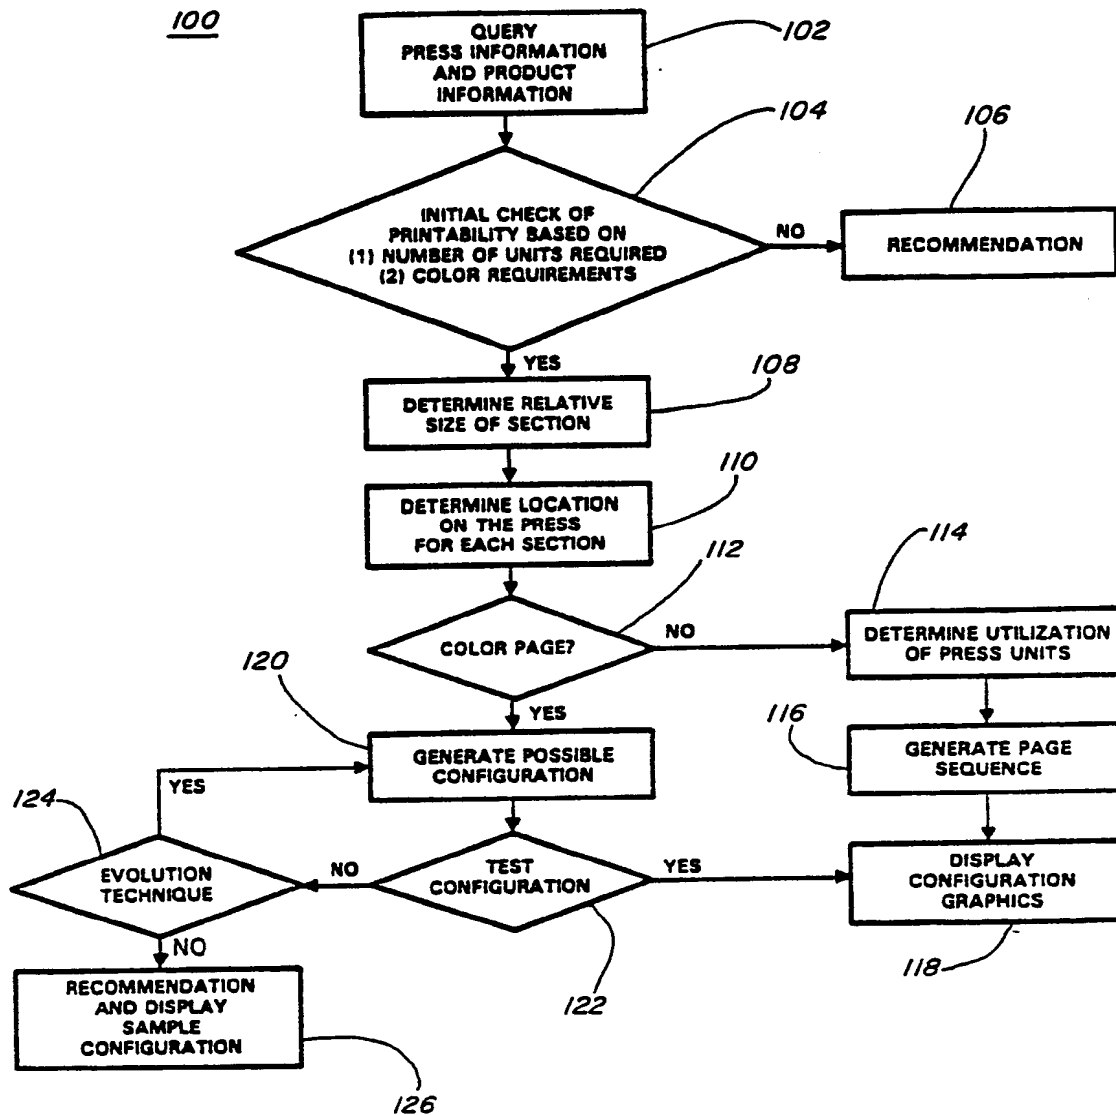 100
QUERY
PRESS INFORMATION
AND PRODUCT
INFORMATION
102
104
INITIAL CHECK OF
PRINTABILITY BASED ON
(1) NUMBER OF UNITS REQUIRED
(2) COLOR REQUIREMENTS
NO
106
RECOMMENDATION
YES
108
DETERMINE RELATIVE
SIZE OF SECTION
110
DETERMINE LOCATION
ON THE PRESS
FOR EACH SECTION
112
COLOR PAGE?
NO
114
DETERMINE UTILIZATION
OF PRESS UNITS
116
GENERATE PAGE
SEQUENCE
YES
120
GENERATE POSSIBLE
CONFIGURATION
YES
124
EVOLUTION
TECHNIQUE
NO
TEST
CONFIGURATION
YES
122
DISPLAY
CONFIGURATION
GRAPHICS
118
NO
RECOMMENDATION
AND DISPLAY
SAMPLE
CONFIGURATION
126